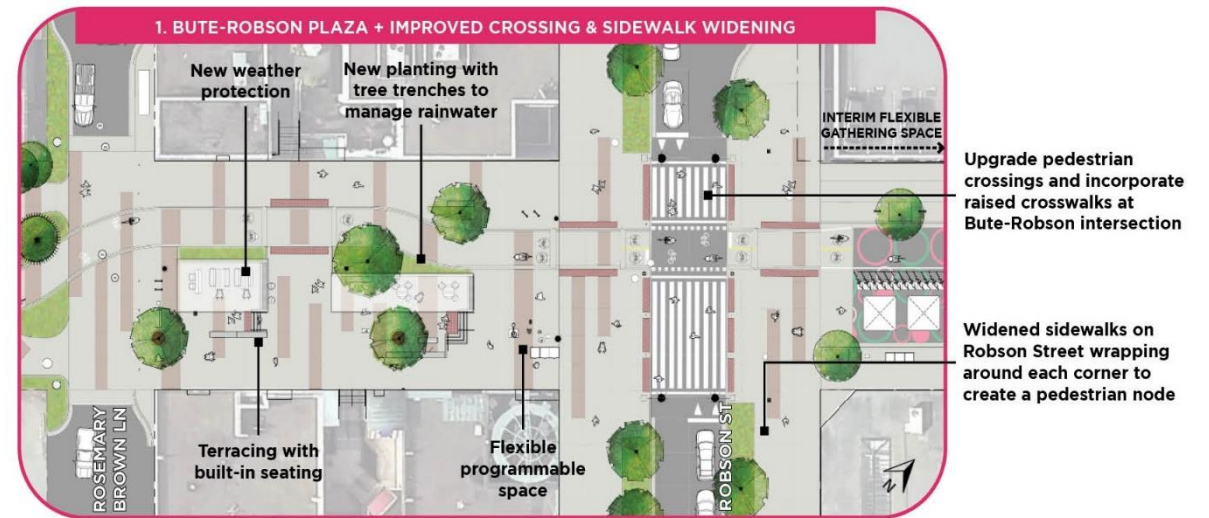 1. BUTE-ROBSON PLAZA + IMPROVED CROSSING & SIDEWALK WIDENING
New weather
protection
New planting with
tree trenches to
manage rainwater
INTERIM FLEXIBLE
GATHERING SPACE
Upgrade pedestrian
crossings and incorporate
raised crosswalks at
Bute-Robson intersection
Widened sidewalks on
Robson Street wrapping
around each corner to
create a pedestrian node
Terracing with
built-in seating
Flexible
programmable
space
ROSEMARY
BROWN LN
ROBSON ST
N